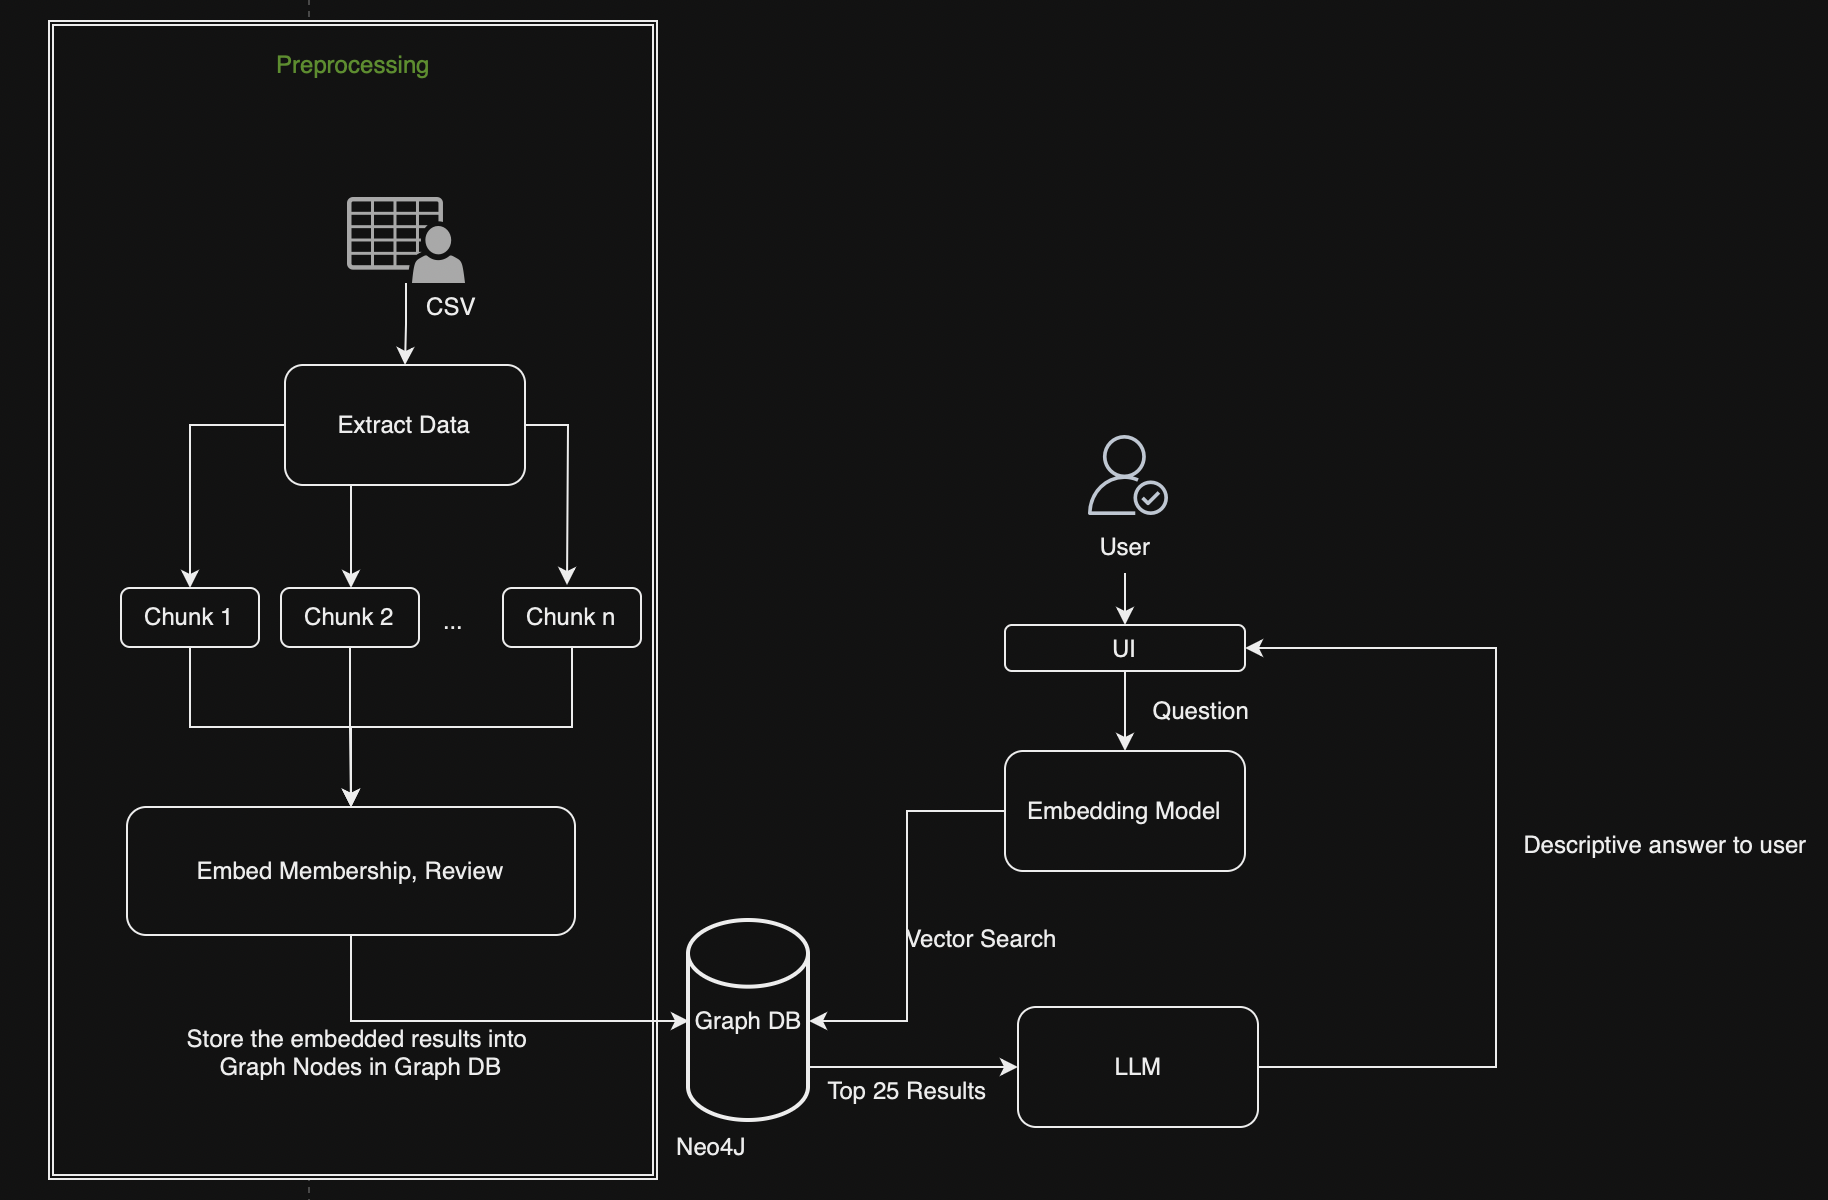 Preprocessing
CSV
Extract Data
Chunk 1
Chunk 2
...
Chunk n
Embed Membership, Review
Store the embedded results into
Graph Nodes in Graph DB
Graph DB
Neo4J
User
UI
Question
Embedding Model
Vector Search
Top 25 Results
LLM
Descriptive answer to user